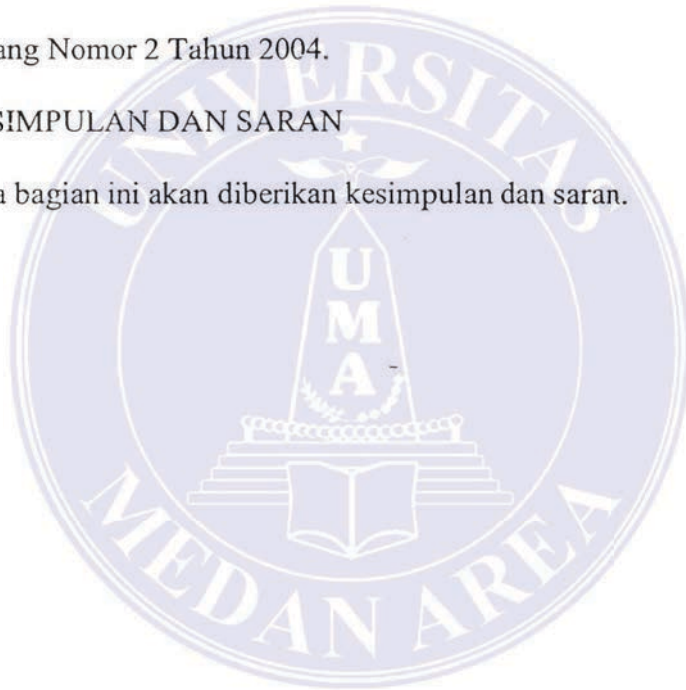 ang Nomor 2 Tahun 2004.
SIMPULAN DAN SARAN
a bagian ini akan diberikan kesimpulan dan saran.
UNIVERSITAS
U
M
A
MEDAN AREA